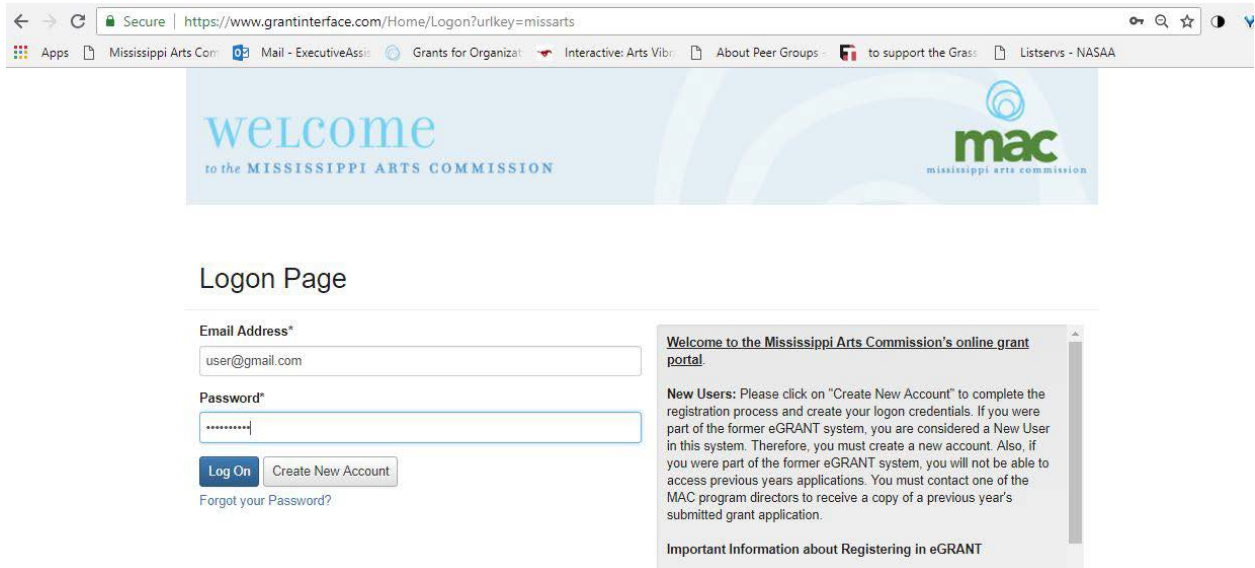 Secure | https://www.grantinterface.com/Home/Logon?urlkey=missarts
Apps Mississippi Arts Com Mail - ExecutiveAssis Grants for Organizat Interactive: Arts Vibr About Peer Groups - to support the Grass Listservs - NASAA
welcome
to the MISSISSIPPI ARTS COMMISSION
mac
mississippi arts commission
Logon Page
Email Address*
user@gmail.com
Password*
••••••••••
Log On Create New Account
Forgot your Password?
Welcome to the Mississippi Arts Commission's online grant
portal.
New Users: Please click on "Create New Account" to complete the
registration process and create your logon credentials. If you were
part of the former eGRANT system, you are considered a New User
in this system. Therefore, you must create a new account. Also, if
you were part of the former eGRANT system, you will not be able to
access previous years applications. You must contact one of the
MAC program directors to receive a copy of a previous year's
submitted grant application.
Important Information about Registering in eGRANT